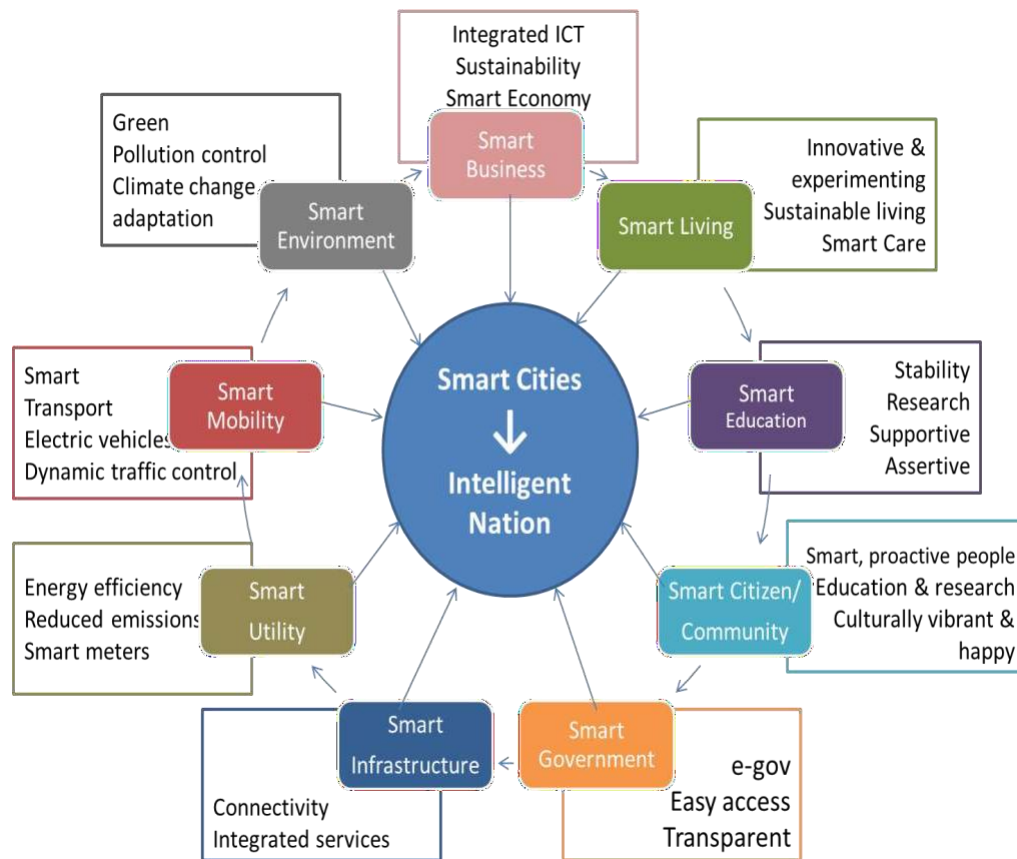 Integrated ICT
Sustainability
Smart Economy
Smart
Business
Innovative &
experimenting
Sustainable living
Smart Care
Smart Living
Stability
Research
Supportive
Assertive
Smart
Education
Smart, proactive people
Education & research
Culturally vibrant &
happy
Smart Citizen/
Community
e-gov
Easy access
Transparent
Smart
Government
Connectivity
Integrated services
Smart
Infrastructure
Energy efficiency
Reduced emissions
Smart meters
Smart
Utility
Smart
Transport
Electric vehicles
Dynamic traffic control
Smart
Mobility
Green
Pollution control
Climate change
adaptation
Smart
Environment
Smart Cities
Intelligent
Nation